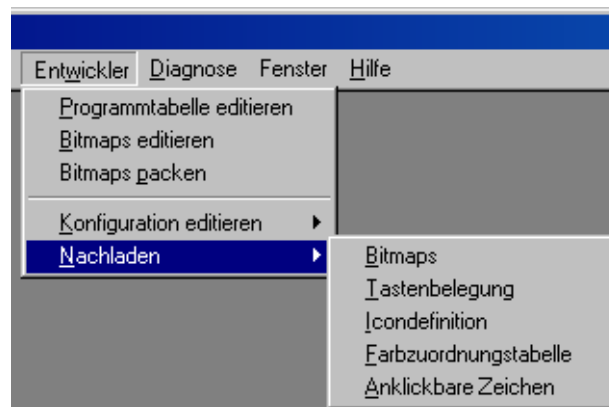 Entwickler Diagnose Fenster Hilfe
Programmtabelle editieren
Bitmaps editieren
Bitmaps packen
Konfiguration editieren
Nachladen
Bitmaps
Tastenbelegung
Icondefinition
Farbzuordnungstabelle
Anklickbare Zeichen